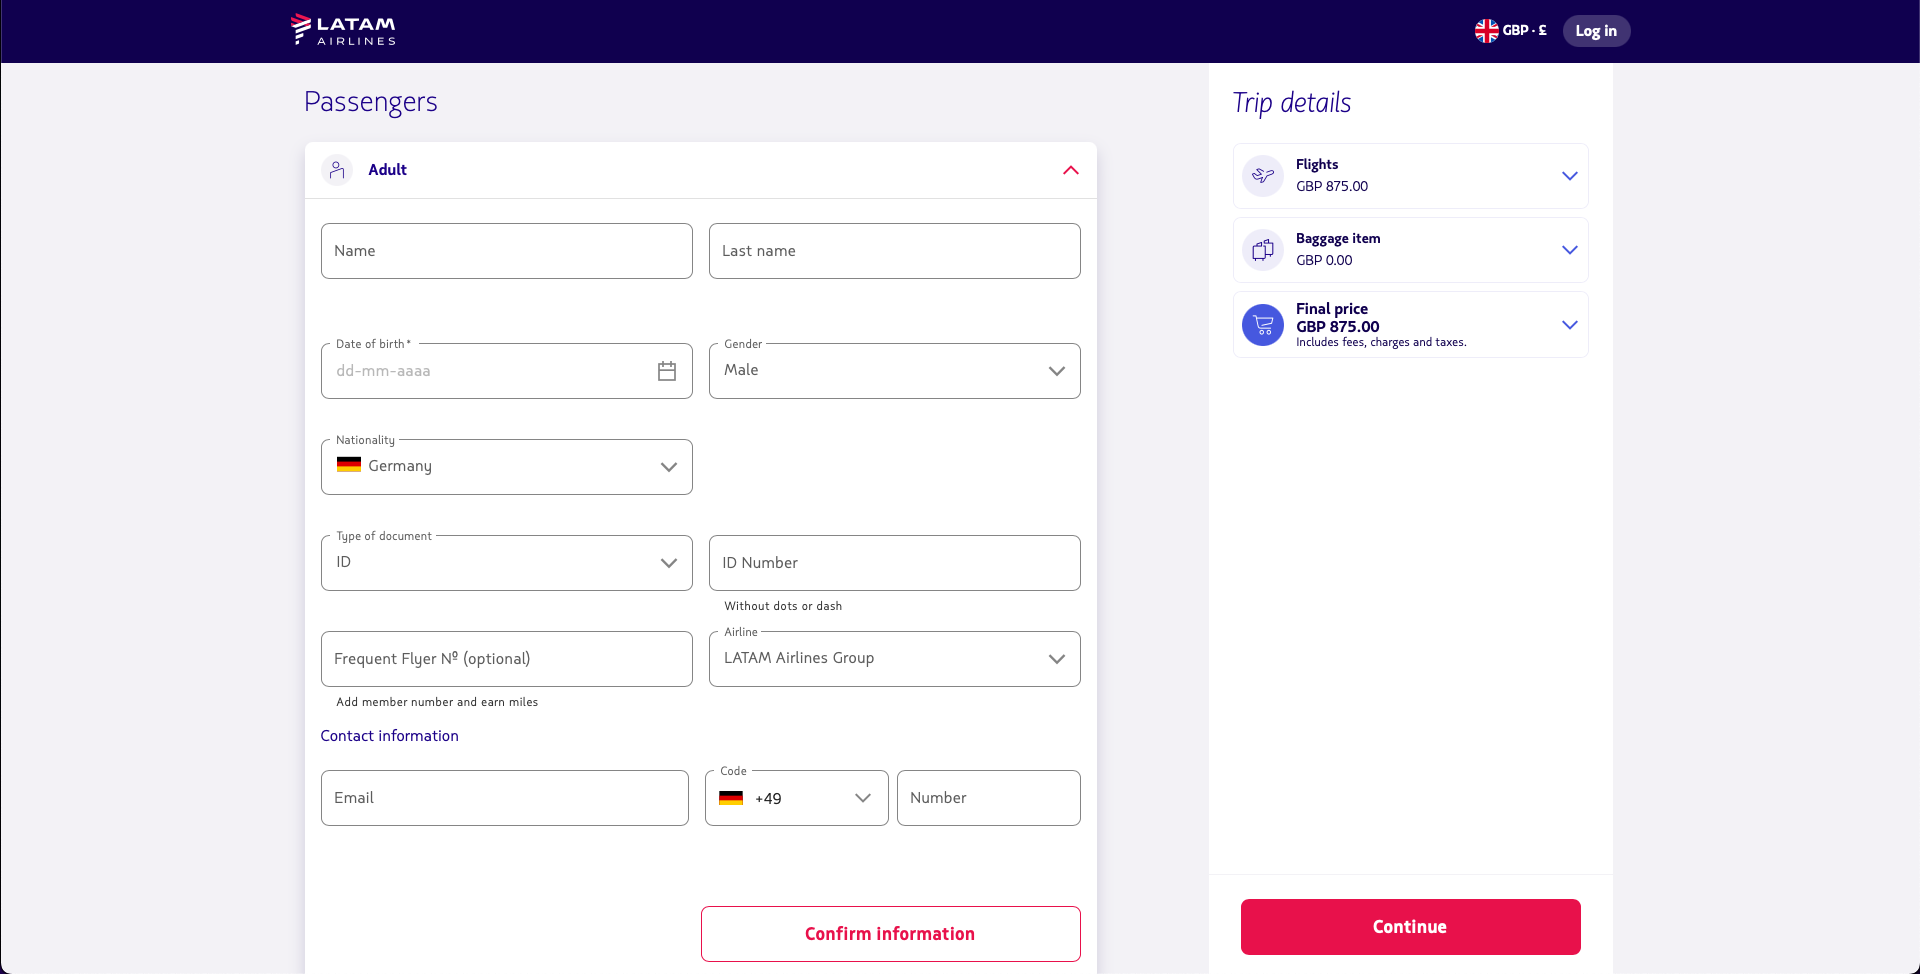 LATAM
AIRLINES
GBP · £
Log in
Passengers
Adult
Name
Last name
Date of birth*
dd-mm-aaaa
Gender
Male
Nationality
Germany
Type of document
ID
ID Number
Without dots or dash
Frequent Flyer Nº (optional)
Add member number and earn miles
Airline
LATAM Airlines Group
Contact information
Email
Code
+49
Number
Confirm information
Trip details
Flights
GBP 875.00
Baggage item
GBP 0.00
Final price
GBP 875.00
Includes fees, charges and taxes.
Continue